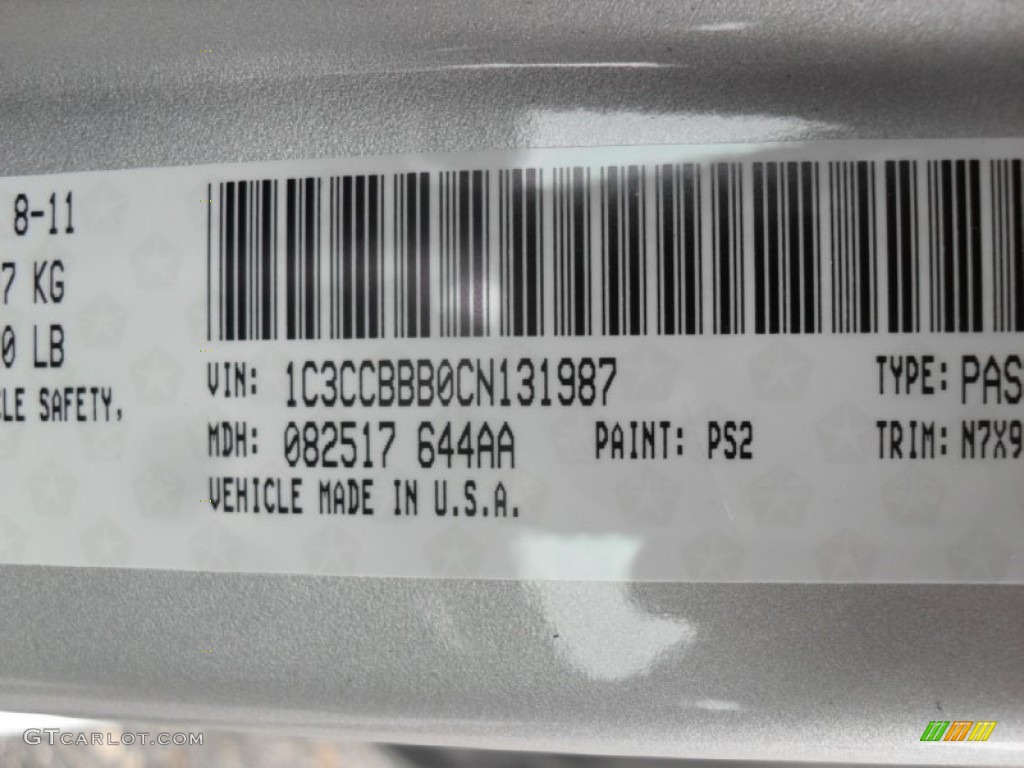 8-11
7 KG
0 LB
CLE SAFETY,
VIN: 1C3CCBBB0CN131987 TYPE: PAS
MDH: 082517 644AA PAINT: PS2 TRIM: N7X9
VEHICLE MADE IN U.S.A.
GTCARLOT.COM